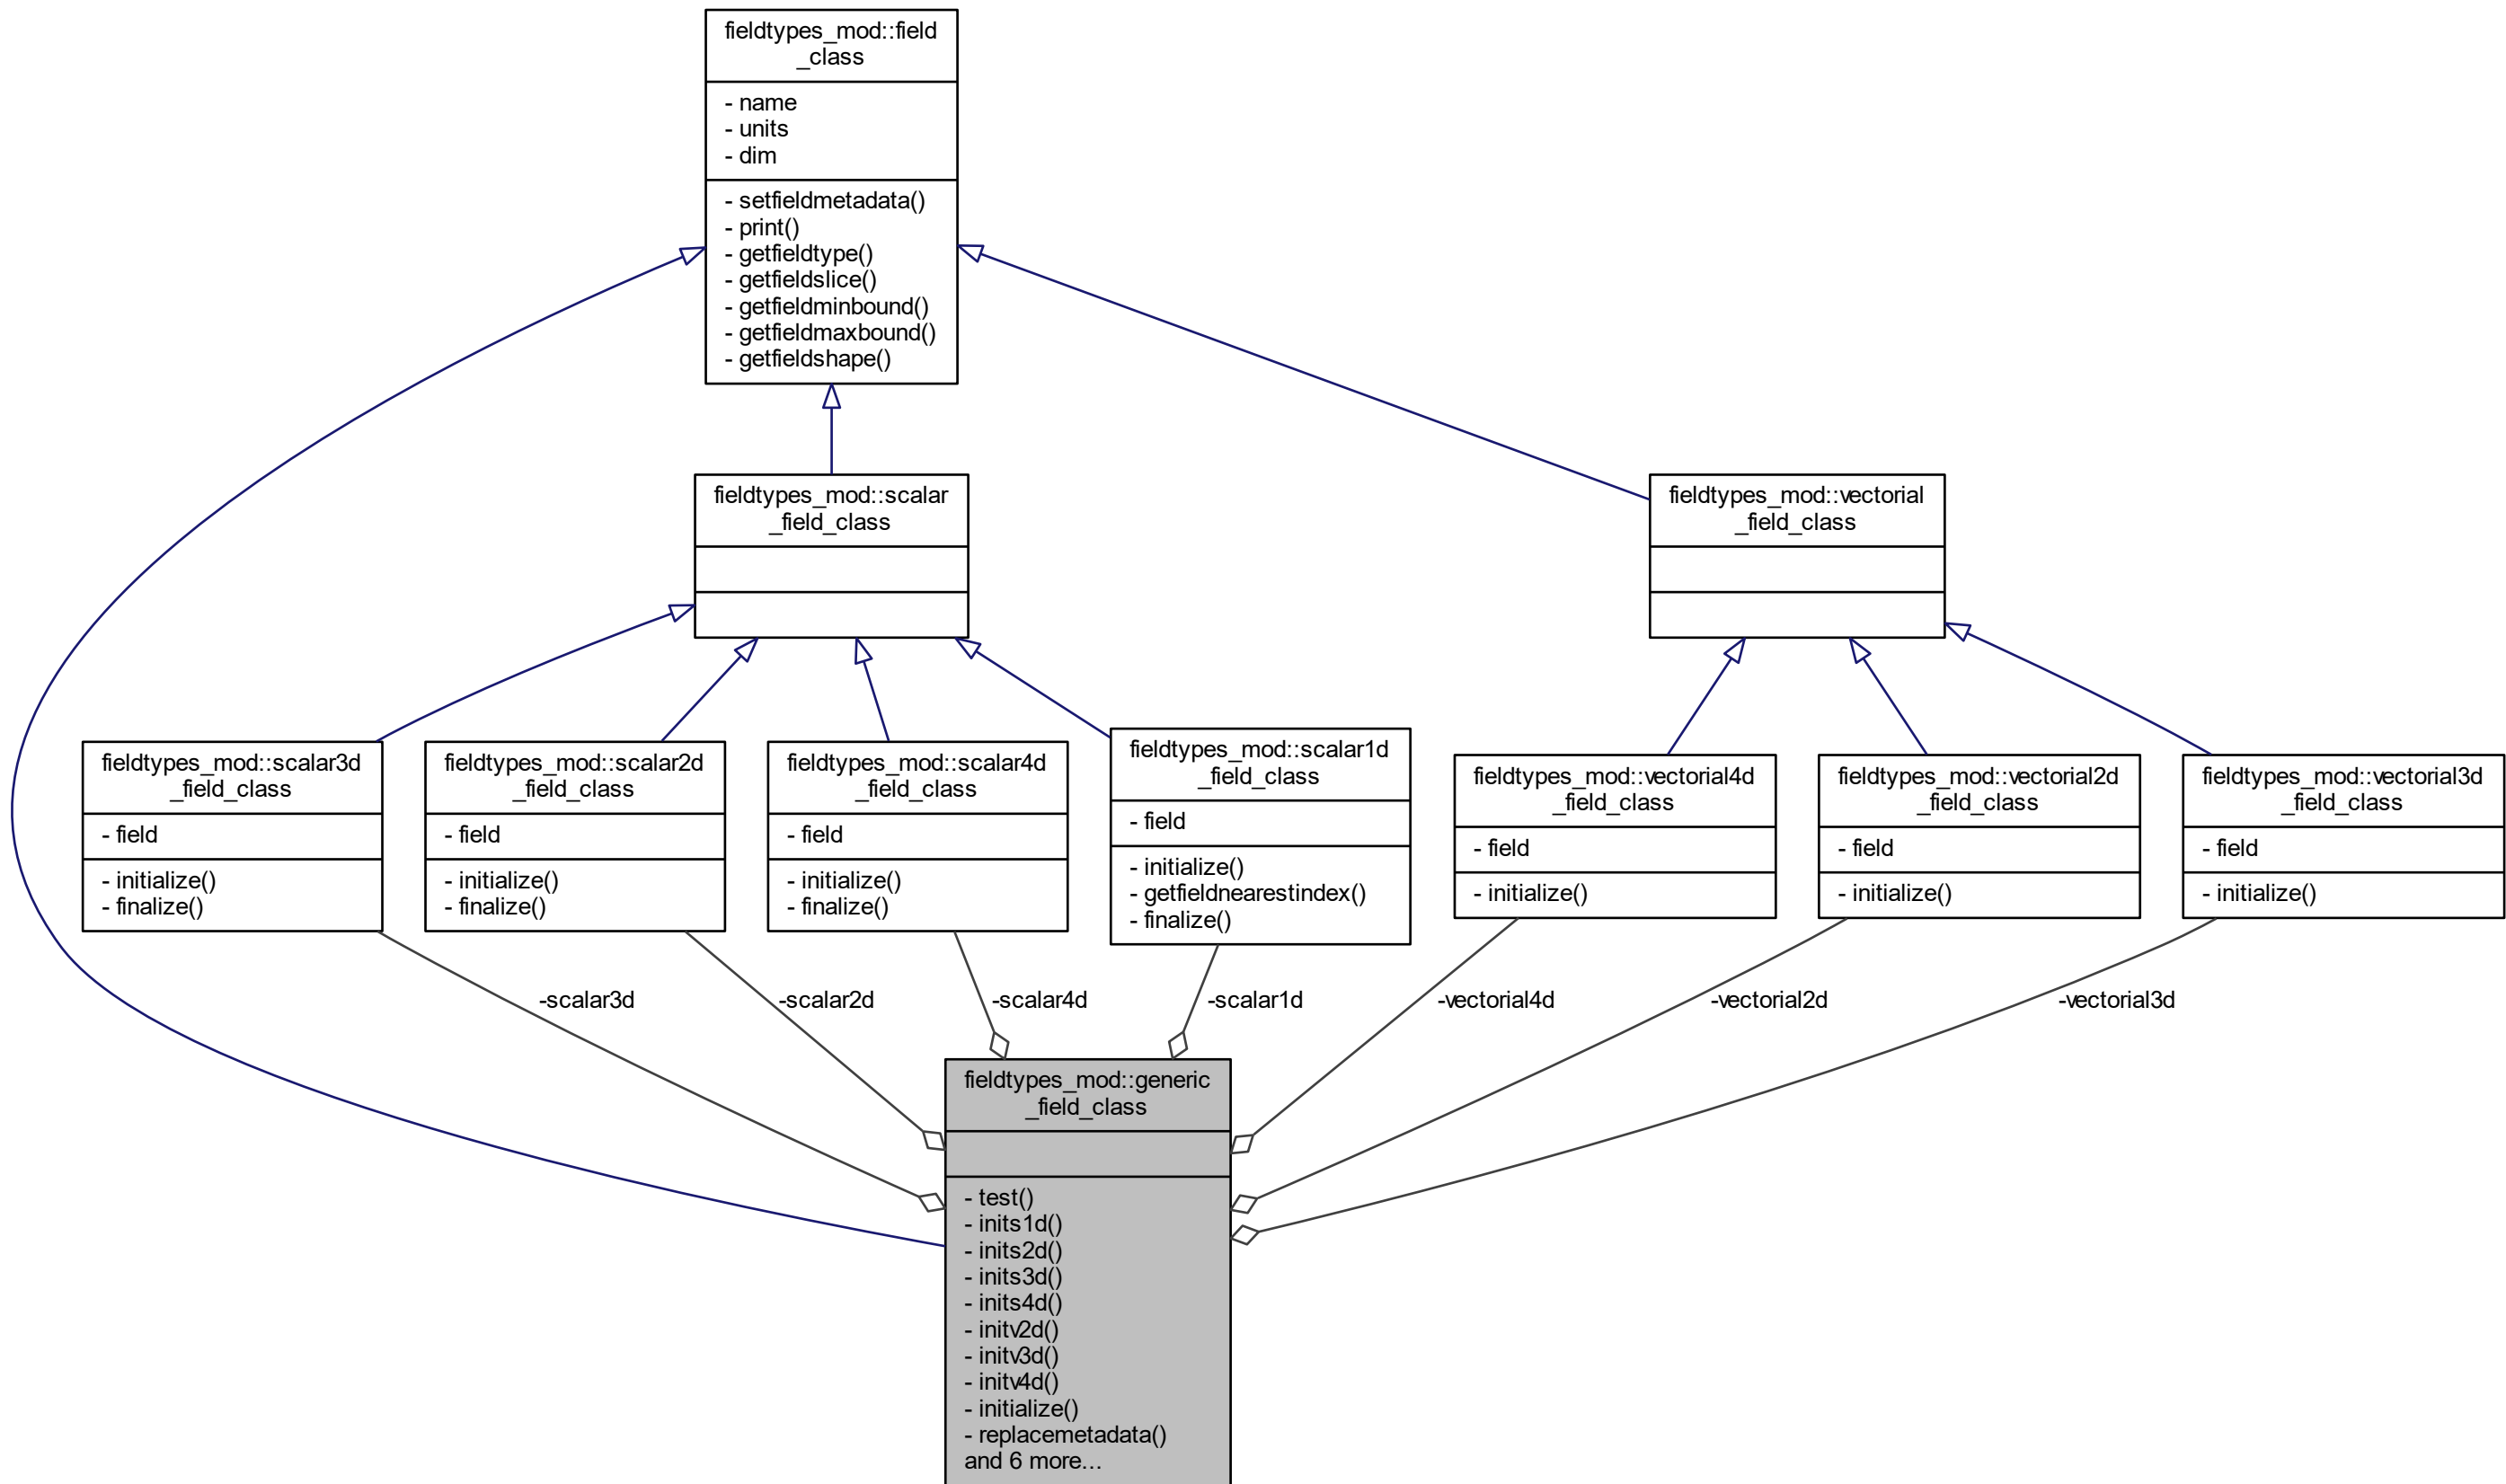 fieldtypes_mod::field
_class
- name
- units
- dim
- setfieldmetadata()
- print()
- getfieldtype()
- getfieldslice()
- getfieldminbound()
- getfieldmaxbound()
- getfieldshape()
fieldtypes_mod::scalar
_field_class
fieldtypes_mod::vectorial
_field_class
fieldtypes_mod::scalar3d
_field_class
- field
- initialize()
- finalize()
fieldtypes_mod::scalar2d
_field_class
- field
- initialize()
- finalize()
fieldtypes_mod::scalar4d
_field_class
- field
- initialize()
- finalize()
fieldtypes_mod::scalar1d
_field_class
- field
- initialize()
- getfieldnearestindex()
- finalize()
fieldtypes_mod::vectorial4d
_field_class
- field
- initialize()
fieldtypes_mod::vectorial2d
_field_class
- field
- initialize()
fieldtypes_mod::vectorial3d
_field_class
- field
- initialize()
-scalar3d
-scalar2d
-scalar4d
-scalar1d
-vectorial4d
-vectorial2d
-vectorial3d
fieldtypes_mod::generic
_field_class
- test()
- inits1d()
- inits2d()
- inits3d()
- inits4d()
- initv2d()
- initv3d()
- initv4d()
- initialize()
- replacemetadata()
and 6 more...